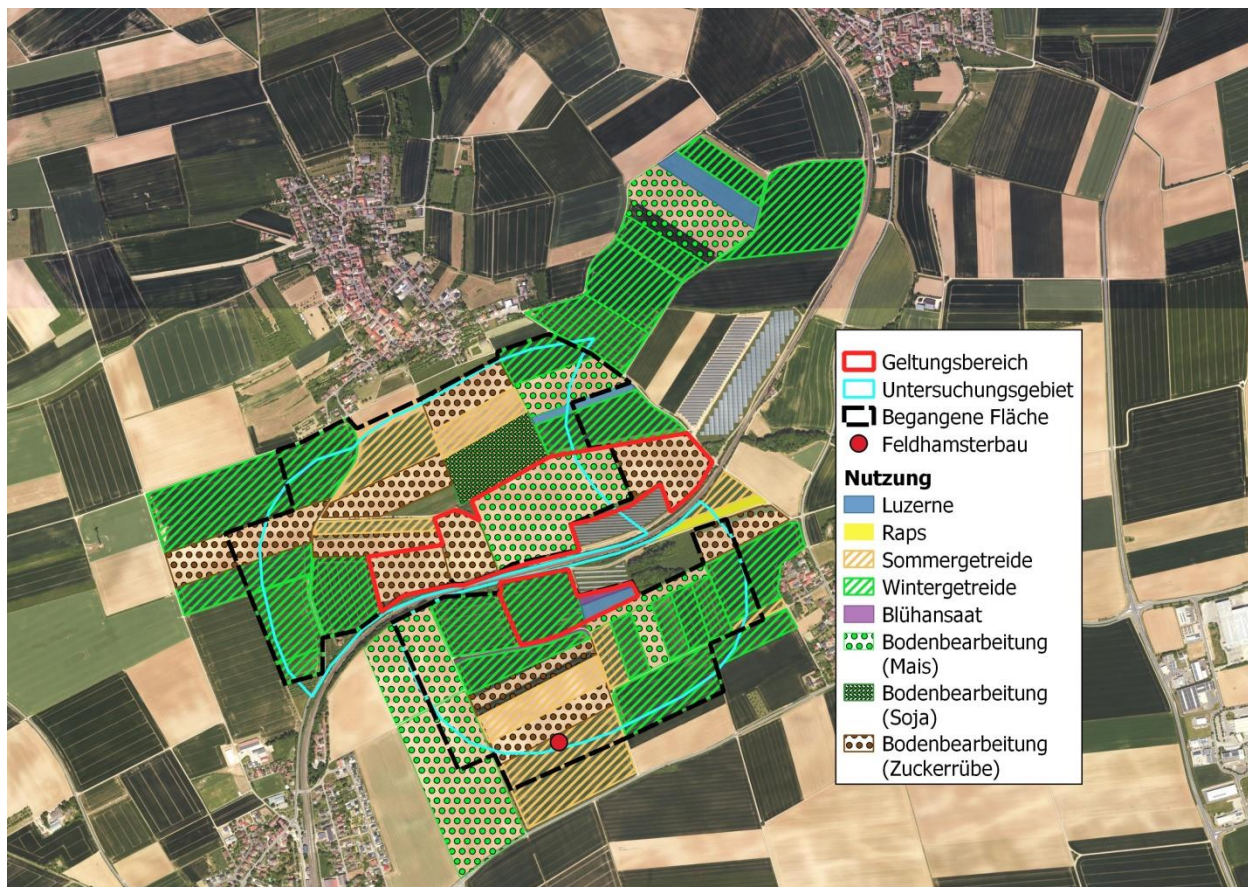 Geltungsbereich
Untersuchungsgebiet
Begangene Fläche
Feldhamsterbau
Nutzung
Luzerne
Raps
Sommergetreide
Wintergetreide
Blühansaat
Bodenbearbeitung
(Mais)
Bodenbearbeitung
(Soja)
Bodenbearbeitung
(Zuckerrübe)